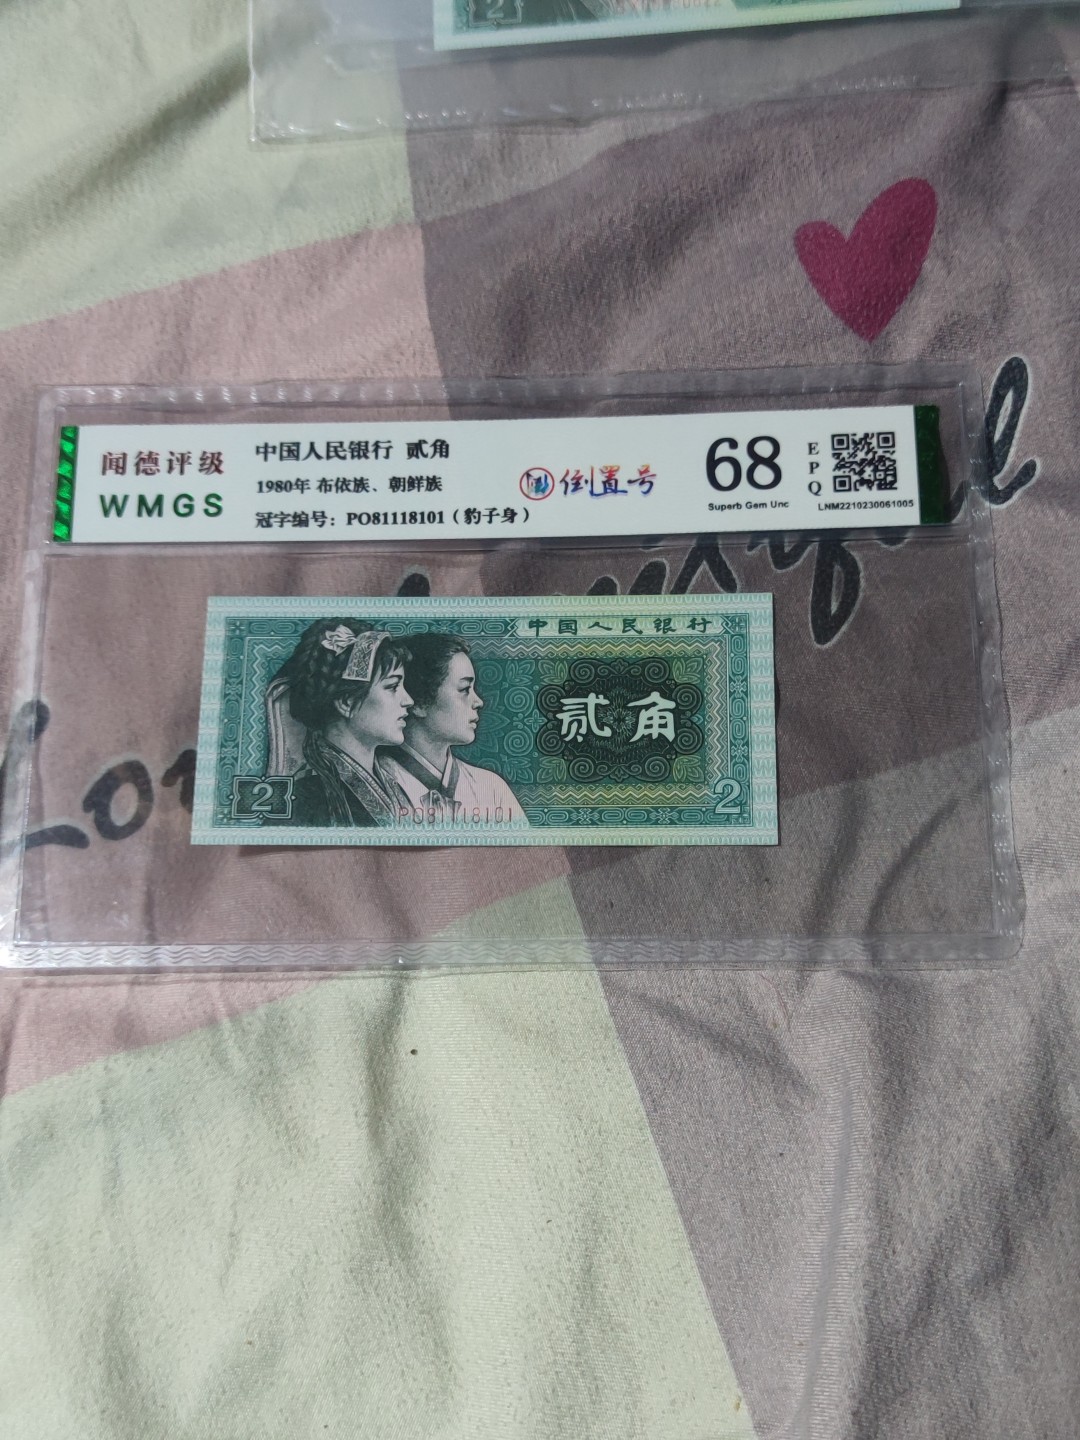 2
闻德评级
WMGS
中国人民银行 贰角
1980年 布依族、朝鲜族
冠字编号：PO81118101（豹子身）
倒置号
68
Superb Gem Unc
EPQ
LNM2210230061005
中国人民银行
贰角
2
PO81118101
2